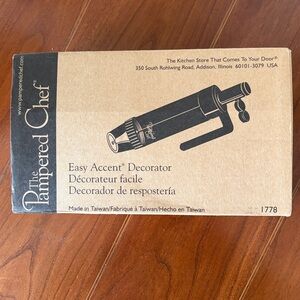 The Kitchen Store That Comes To Your Door®
350 South Rohlwing Road, Addison, Illinois 60101-3079 USA
www.pamperedchef.com
The
Pampered Chef®
Easy Accent® Decorator
Décorateur facile
Decorador de respostería
Made in Taiwan/Fabriqué à Taiwan/Hecho en Taiwan
1778